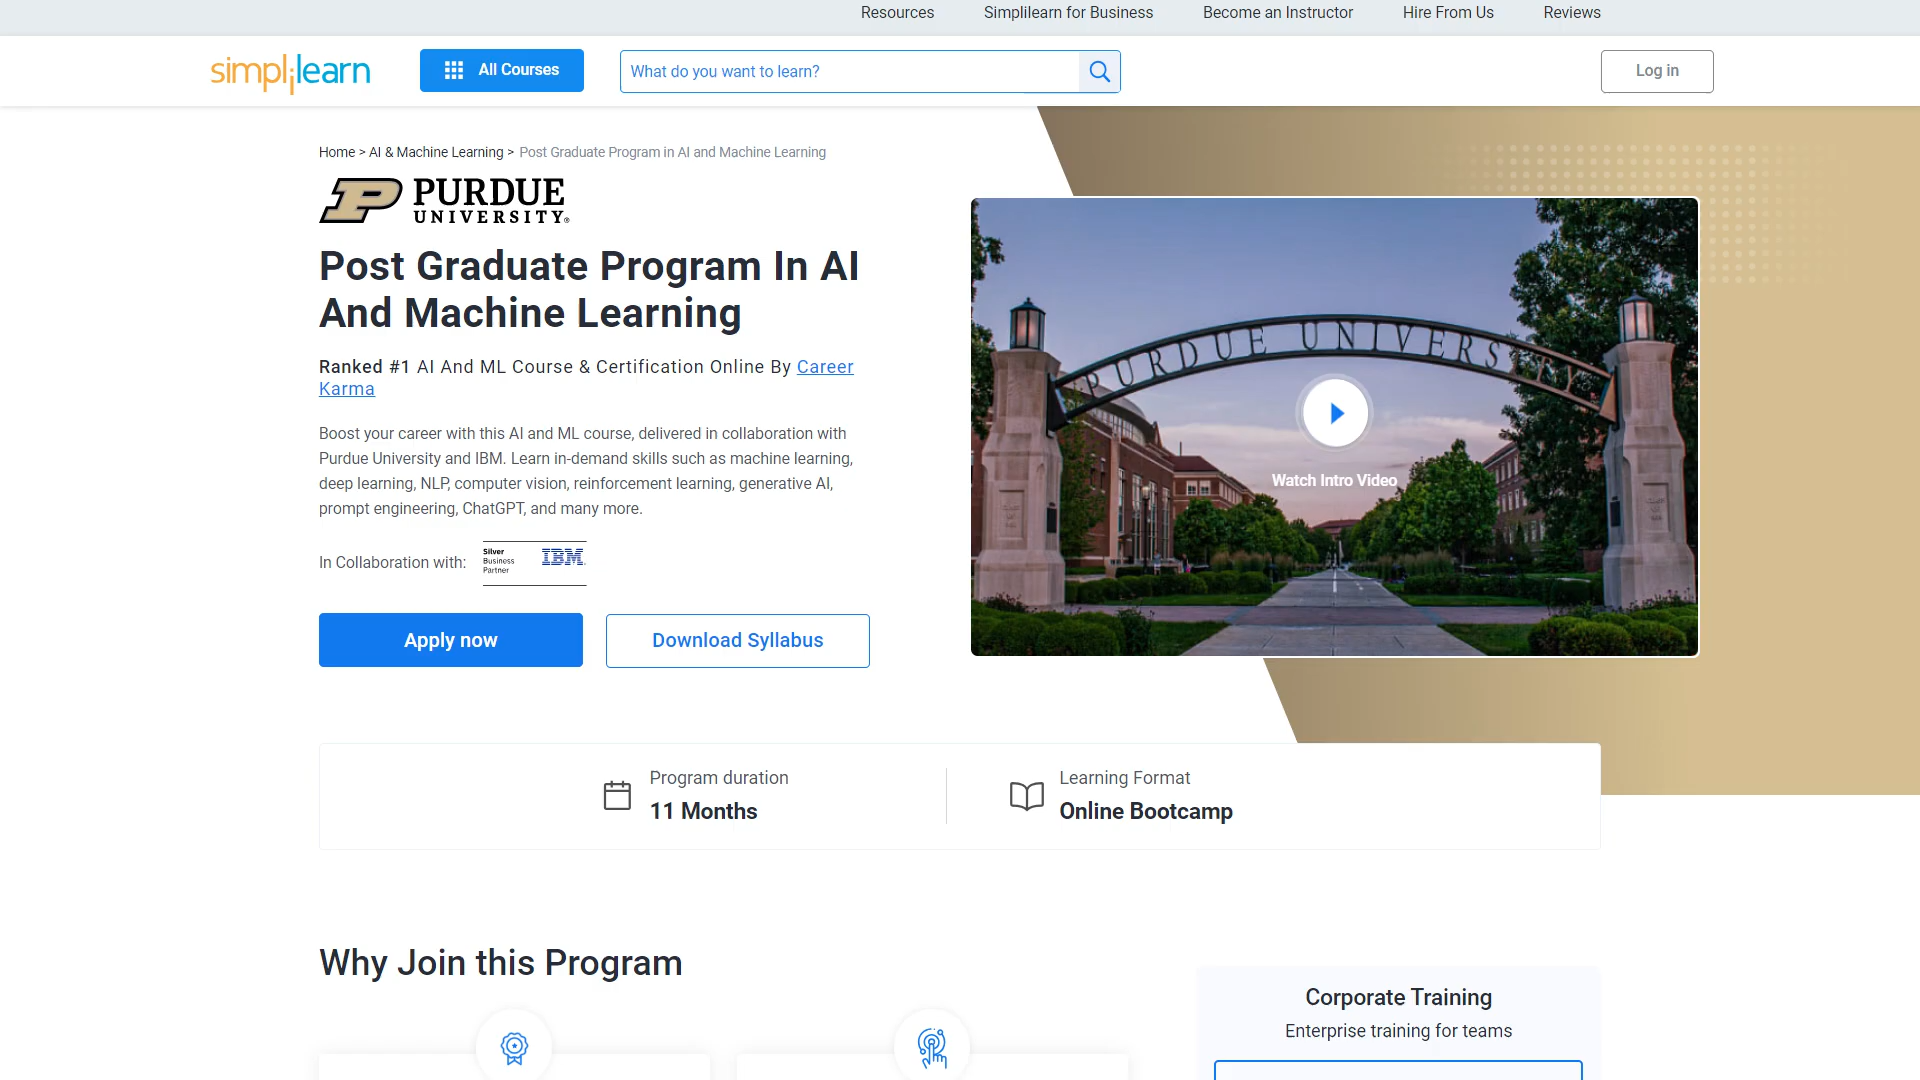 Resources Simplilearn for Business Become an Instructor Hire From Us Reviews
simplilearn All Courses What do you want to learn? Log in
Home > AI & Machine Learning > Post Graduate Program in AI and Machine Learning
PURDUE
UNIVERSITY®
Post Graduate Program In AI
And Machine Learning
Ranked #1 AI And ML Course & Certification Online By Career
Karma
Boost your career with this AI and ML course, delivered in collaboration with
Purdue University and IBM. Learn in-demand skills such as machine learning,
deep learning, NLP, computer vision, reinforcement learning, generative AI,
prompt engineering, ChatGPT, and many more.
In Collaboration with:
Silver
Business
Partner
IBM
Apply now Download Syllabus
PURDUE UNIVERSITY
Watch Intro Video
Program duration
11 Months
Learning Format
Online Bootcamp
Why Join this Program
Corporate Training
Enterprise training for teams